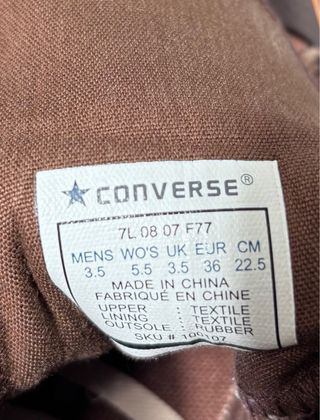 CONVERSE®
7L 08 07 F77
MENS WO'S UK EUR CM
3.5 5.5 3.5 36 22.5
MADE IN CHINA
FABRIQUÉ EN CHINE
UPPER : TEXTILE
LINING : TEXTILE
OUTSOLE : RUBBER
SKU #